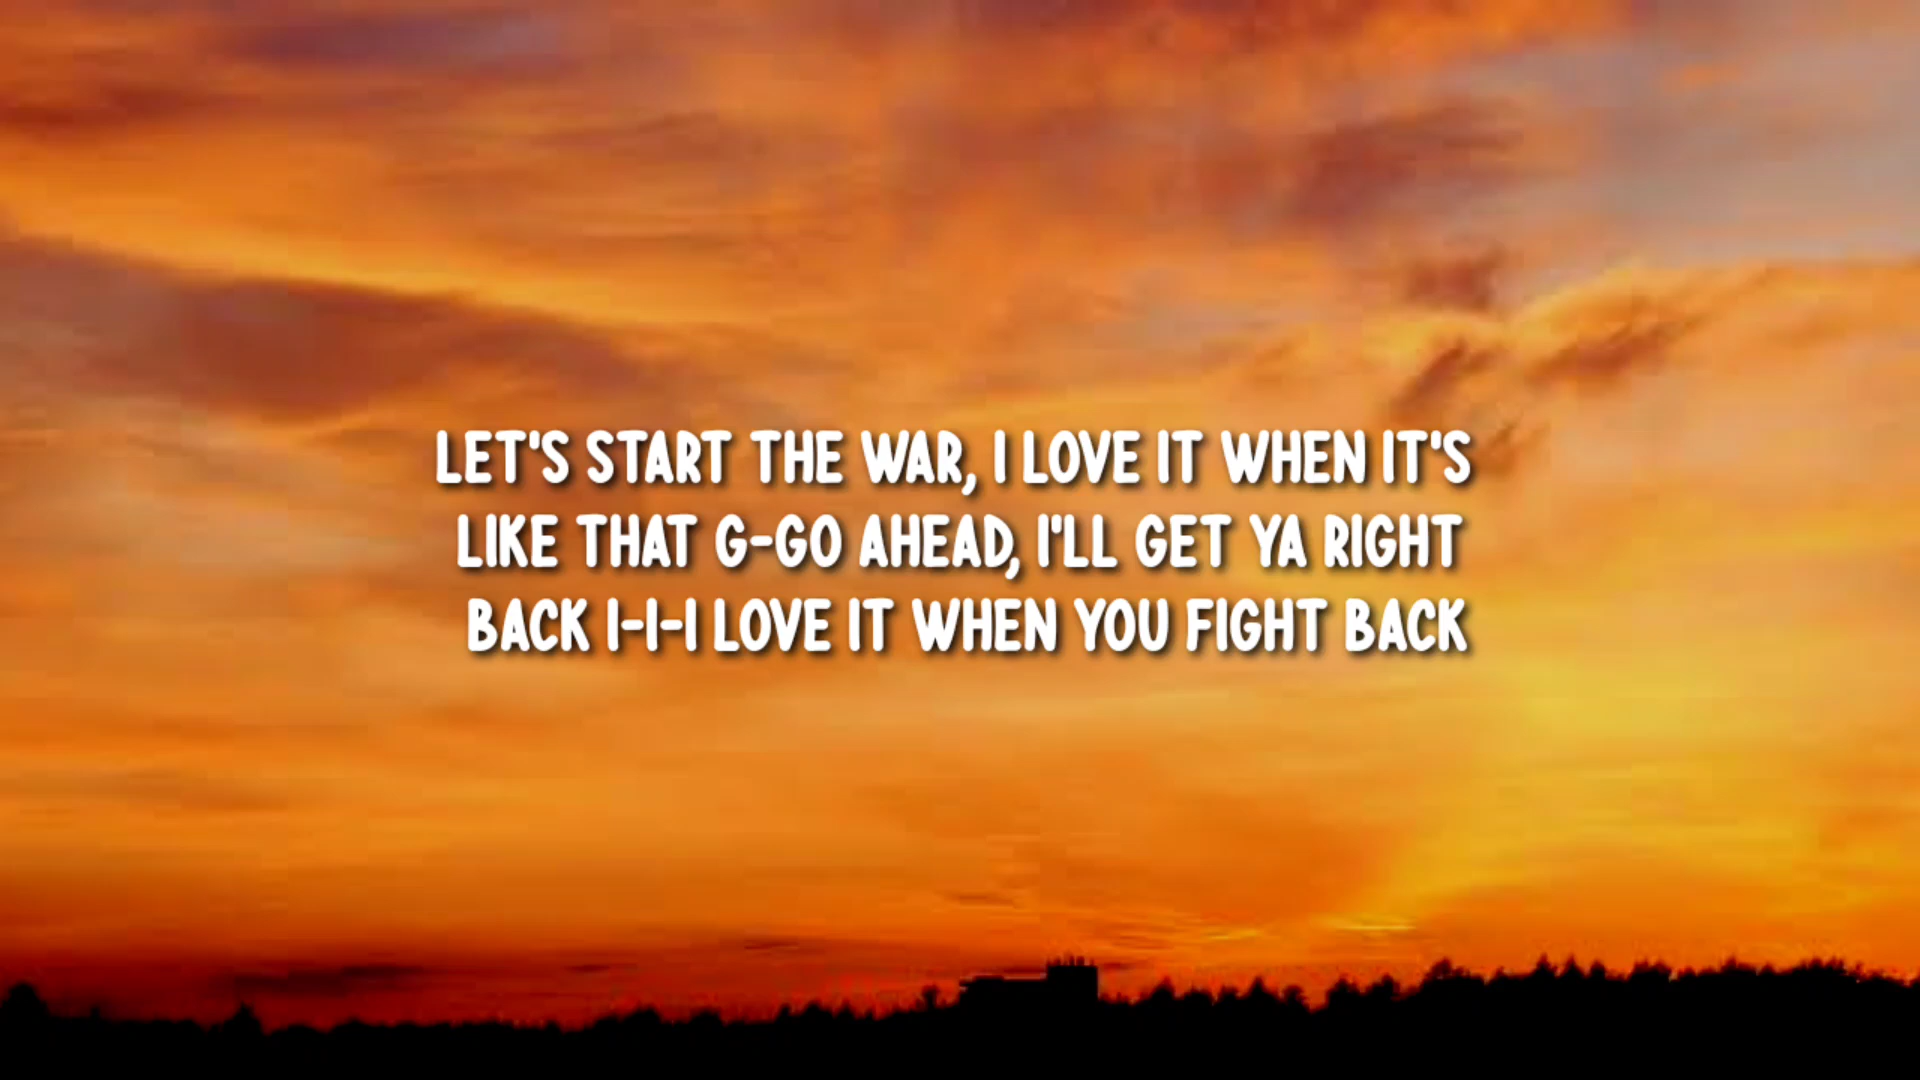 LET'S START THE WAR, I LOVE IT WHEN IT'S
LIKE THAT G-GO AHEAD, I'LL GET YA RIGHT
BACK I-I-I LOVE IT WHEN YOU FIGHT BACK